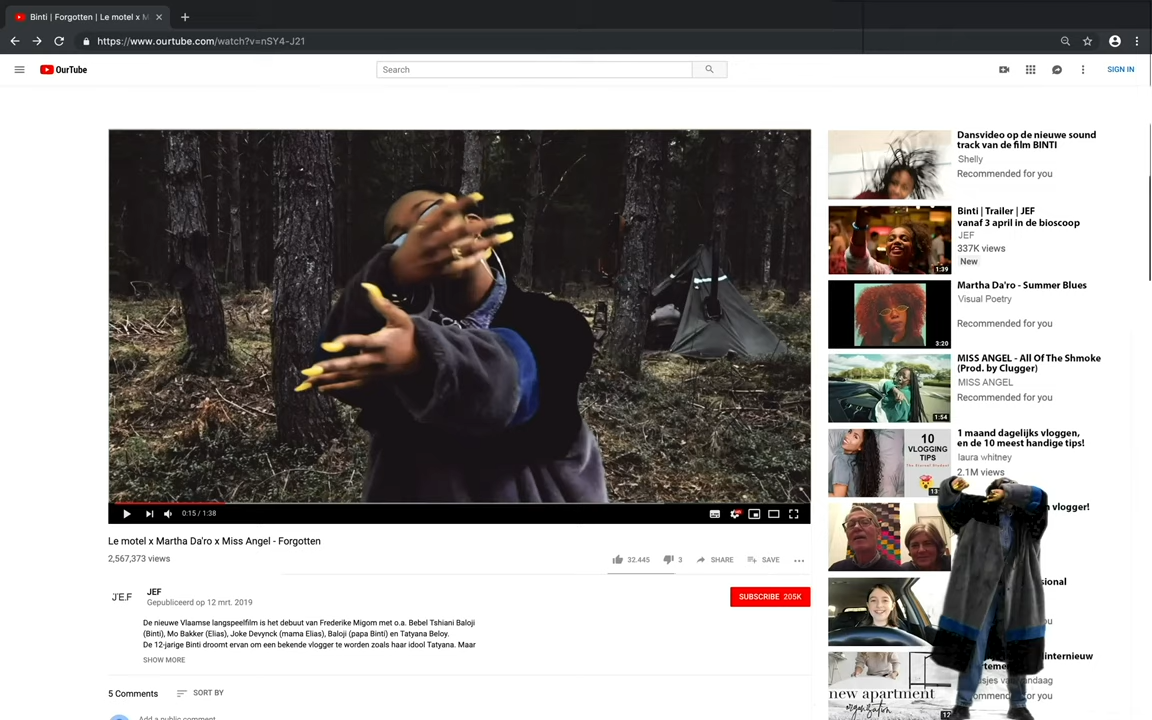 Binti | Forgotten | Le motel x M
https://www.ourtube.com/watch?v=nSY4-J21
OurTube
Search
SIGN IN
0:15 / 1:38
Le motel x Martha Da'ro x Miss Angel - Forgotten
2,567,373 views
32.445
3
SHARE
SAVE
J'E.F
JEF
Gepubliceerd op 12 mrt. 2019
SUBSCRIBE 205K
De nieuwe Vlaamse langspeelfilm is het debuut van Frederike Migom met o.a. Bebel Tshiani Baloji
(Binti), Mo Bakker (Elias), Joke Devynck (mama Elias), Baloji (papa Binti) en Tatyana Beloy.
De 12-jarige Binti droomt ervan om een bekende vlogger te worden zoals haar idool Tatyana. Maar
SHOW MORE
5 Comments
SORT BY
Add a public comment
Dansvideo op de nieuwe sound
track van de film BINTI
Shelly
Recommended for you
Binti | Trailer | JEF
vanaf 3 april in de bioscoop
JEF
337K views
New
1:39
Martha Da'ro - Summer Blues
Visual Poetry
Recommended for you
3:20
MISS ANGEL - All Of The Shmoke
(Prod. by Clugger)
MISS ANGEL
Recommended for you
1:54
1 maand dagelijks vloggen,
en de 10 meest handige tips!
laura whitney
2.1M views
10
VLOGGING
TIPS
vlogger!
internieuw
new apartment
organization
12